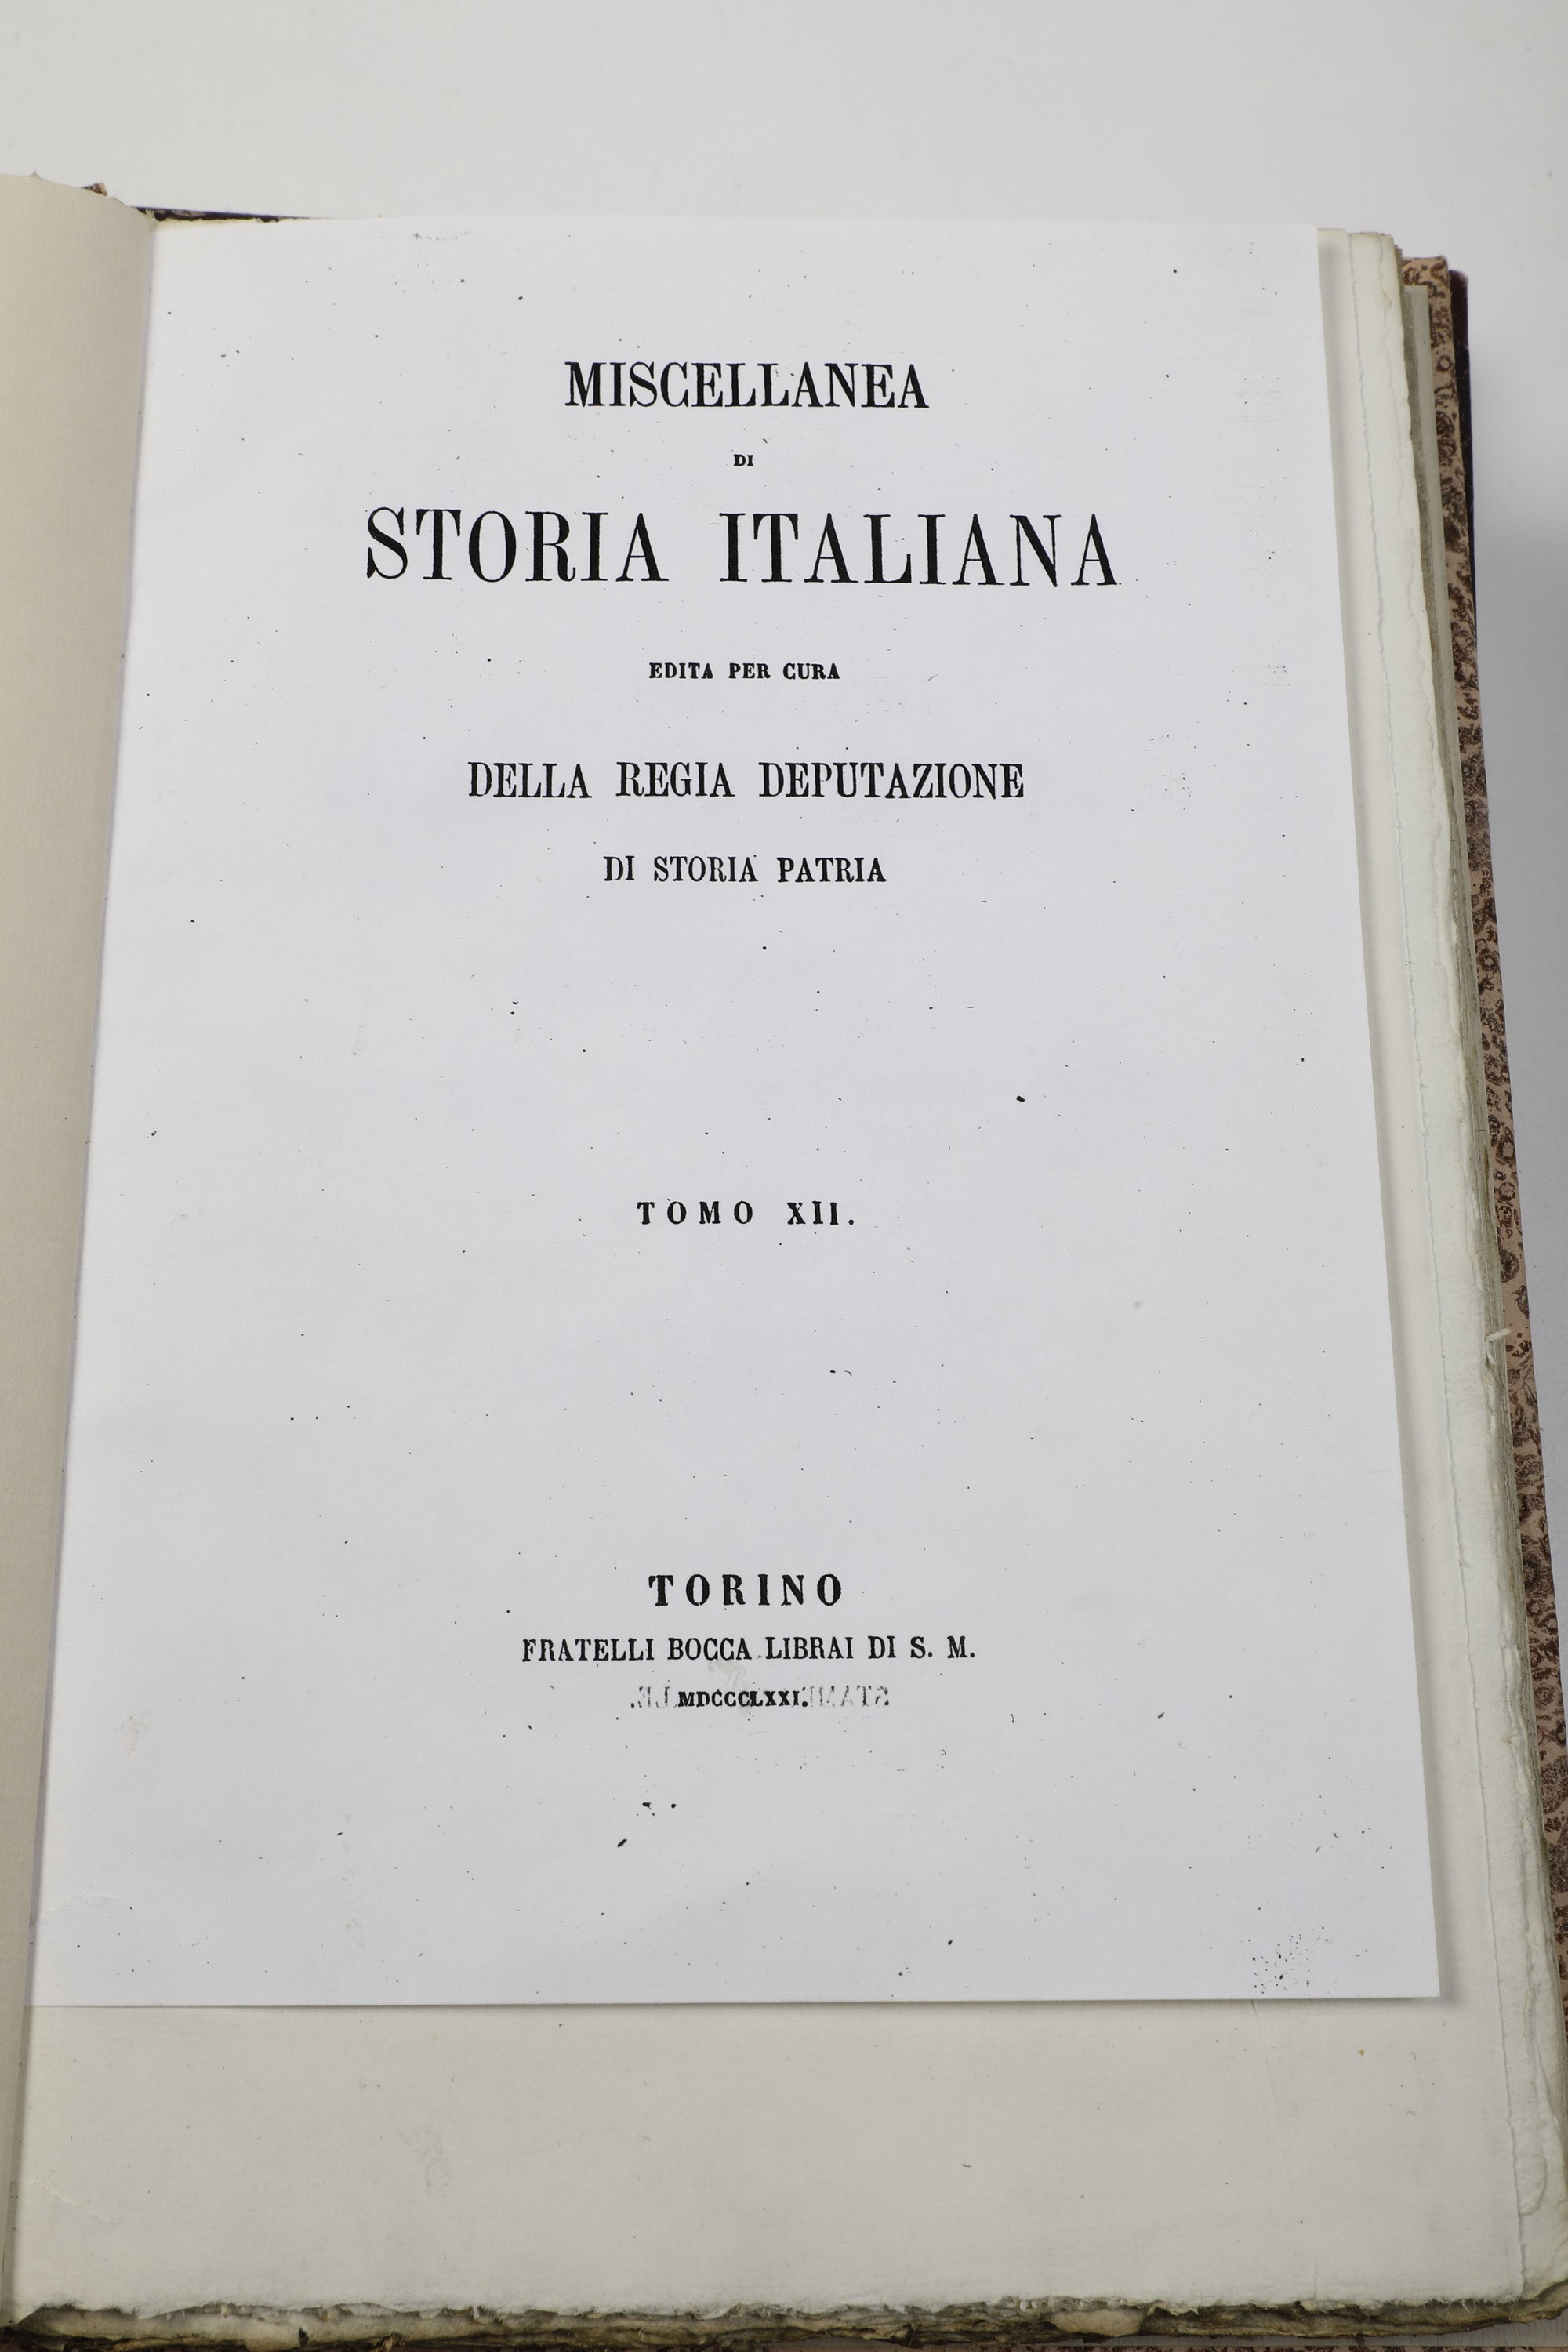 MISCELLANEA
DI
STORIA ITALIANA
EDITA PER CURA
DELLA REGIA DEPUTAZIONE
DI STORIA PATRIA
TOMO XII.
TORINO
FRATELLI BOCCA LIBRAI DI S. M.
MDCCCLXXI.